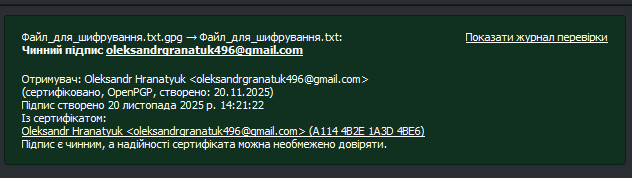 Файл_для_шифрування.txt.gpg → Файл_для_шифрування.txt:
Показати журнал перевірки
Чинний підпис oleksandrgranatuk496@gmail.com
Отримувач: Oleksandr Hranatyuk <oleksandrgranatuk496@gmail.com>
(сертифіковано, OpenPGP, створено: 20.11.2025)
Підпис створено 20 листопада 2025 р. 14:21:22
Із сертифікатом:
Oleksandr Hranatyuk <oleksandrgranatuk496@gmail.com> (A114 4B2E 1A3D 4BE6)
Підпис є чинним, а надійності сертифіката можна необмежено довіряти.